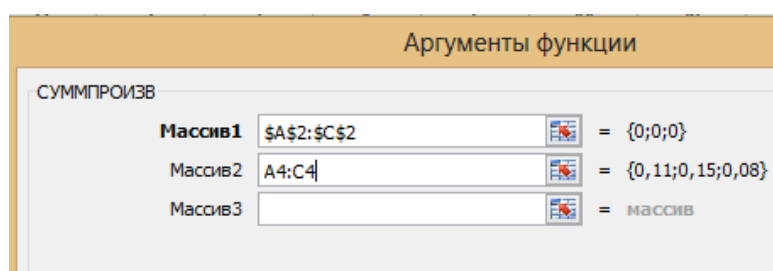 Аргументы функции
СУММПРОИЗВ
Массив1 $A$2:$C$2 = {0;0;0}
Массив2 A4:C4 = {0,11;0,15;0,08}
Массив3 = массив